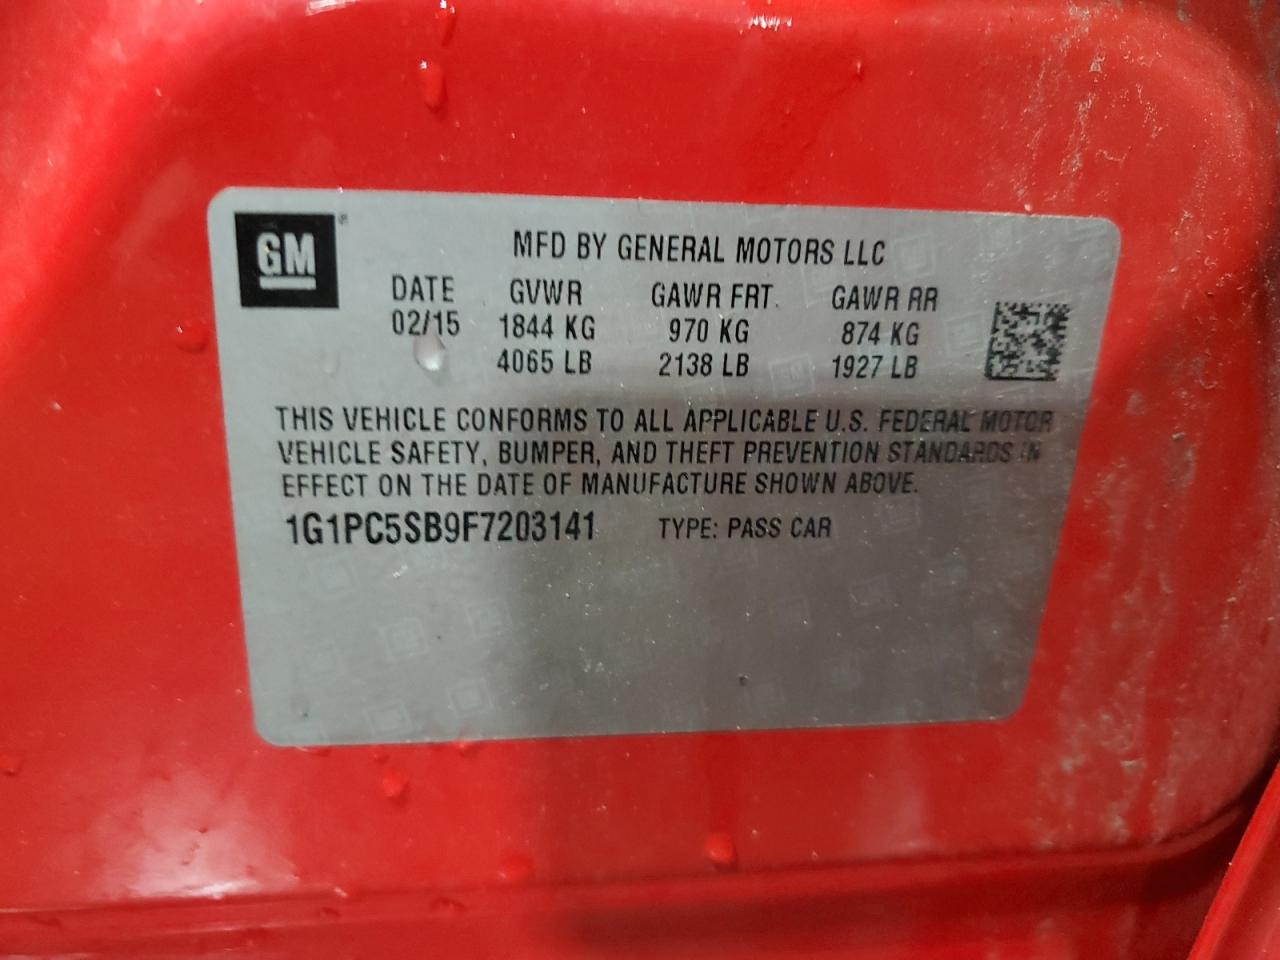 GM®
MFD BY GENERAL MOTORS LLC
DATE GVWR GAWR FRT. GAWR RR
02/15 1844 KG 970 KG 874 KG
4065 LB 2138 LB 1927 LB
THIS VEHICLE CONFORMS TO ALL APPLICABLE U.S. FEDERAL MOTOR
VEHICLE SAFETY, BUMPER, AND THEFT PREVENTION STANDARDS IN
EFFECT ON THE DATE OF MANUFACTURE SHOWN ABOVE.
1G1PC5SB9F7203141 TYPE: PASS CAR